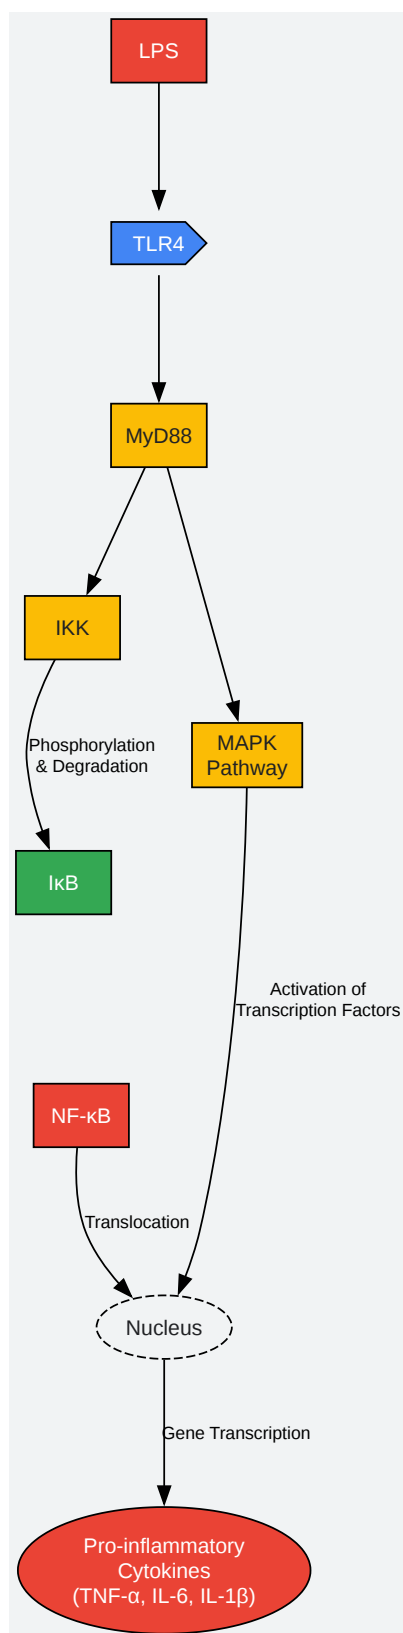 LPS
TLR4
MyD88
IKK
MAPK
Pathway
Phosphorylation
& Degradation
IκB
Activation of
Transcription Factors
NF-κB
Translocation
Nucleus
Gene Transcription
Pro-inflammatory
Cytokines
(TNF-α, IL-6, IL-1β)